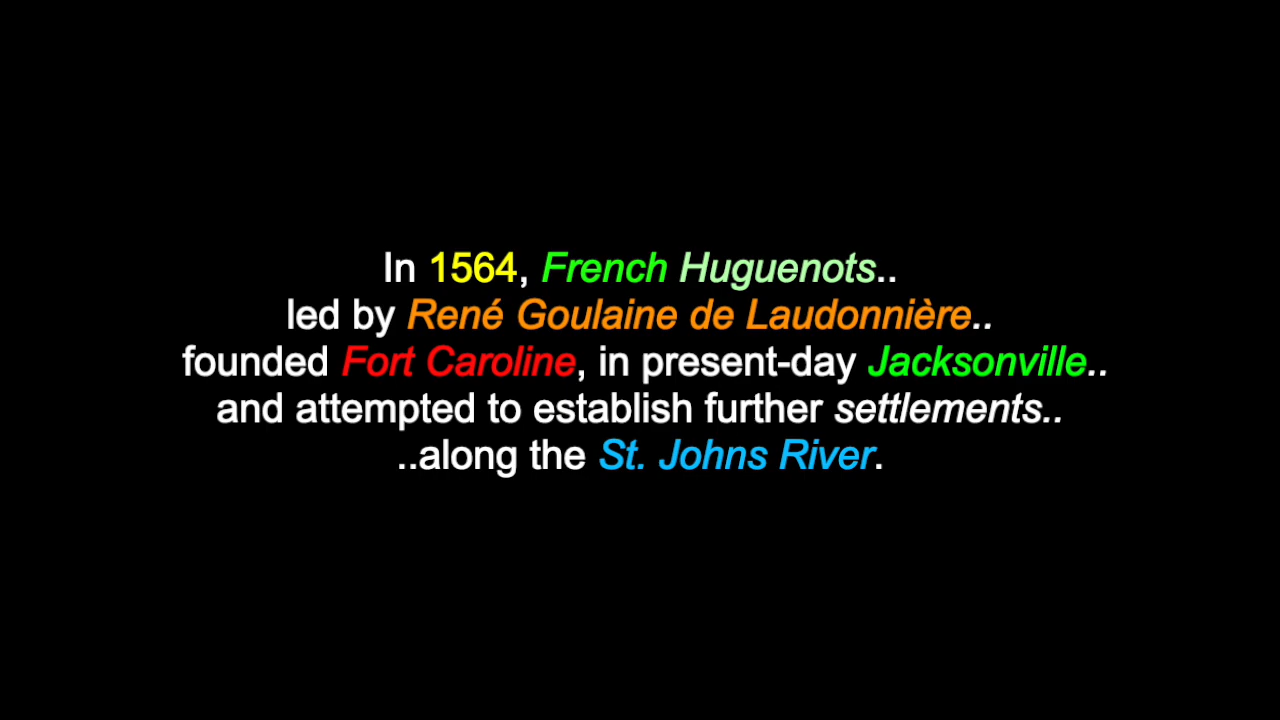 In 1564, French Huguenots..
led by René Goulaine de Laudonnière..
founded Fort Caroline, in present-day Jacksonville..
and attempted to establish further settlements..
..along the St. Johns River.